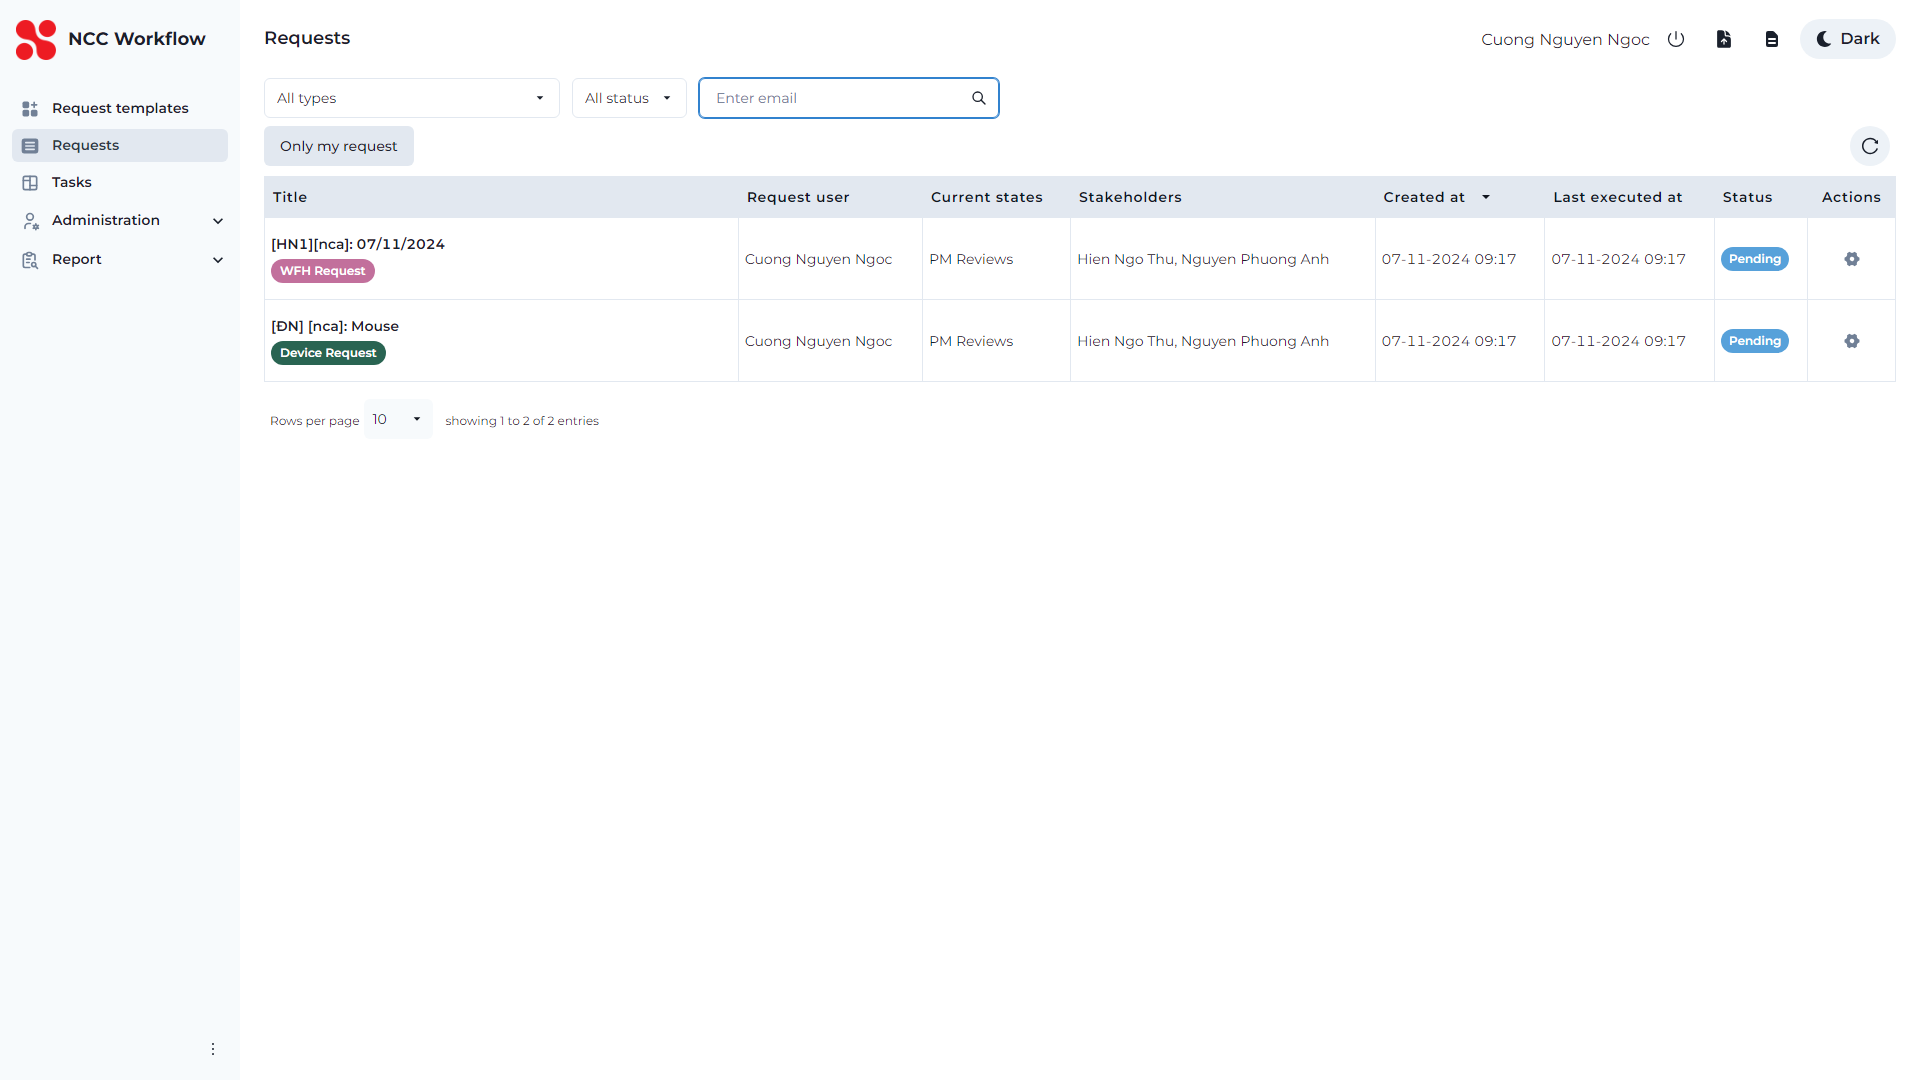 NCC Workflow
Requests
Cuong Nguyen Ngoc
Dark
Request templates
Requests
Tasks
Administration
Report
All types
All status
Enter email
Only my request
Title Request user Current states Stakeholders Created at Last executed at Status Actions
[HN1][nca]: 07/11/2024
WFH Request
Cuong Nguyen Ngoc PM Reviews Hien Ngo Thu, Nguyen Phuong Anh 07-11-2024 09:17 07-11-2024 09:17 Pending
[ĐN] [nca]: Mouse
Device Request
Cuong Nguyen Ngoc PM Reviews Hien Ngo Thu, Nguyen Phuong Anh 07-11-2024 09:17 07-11-2024 09:17 Pending
Rows per page 10 showing 1 to 2 of 2 entries